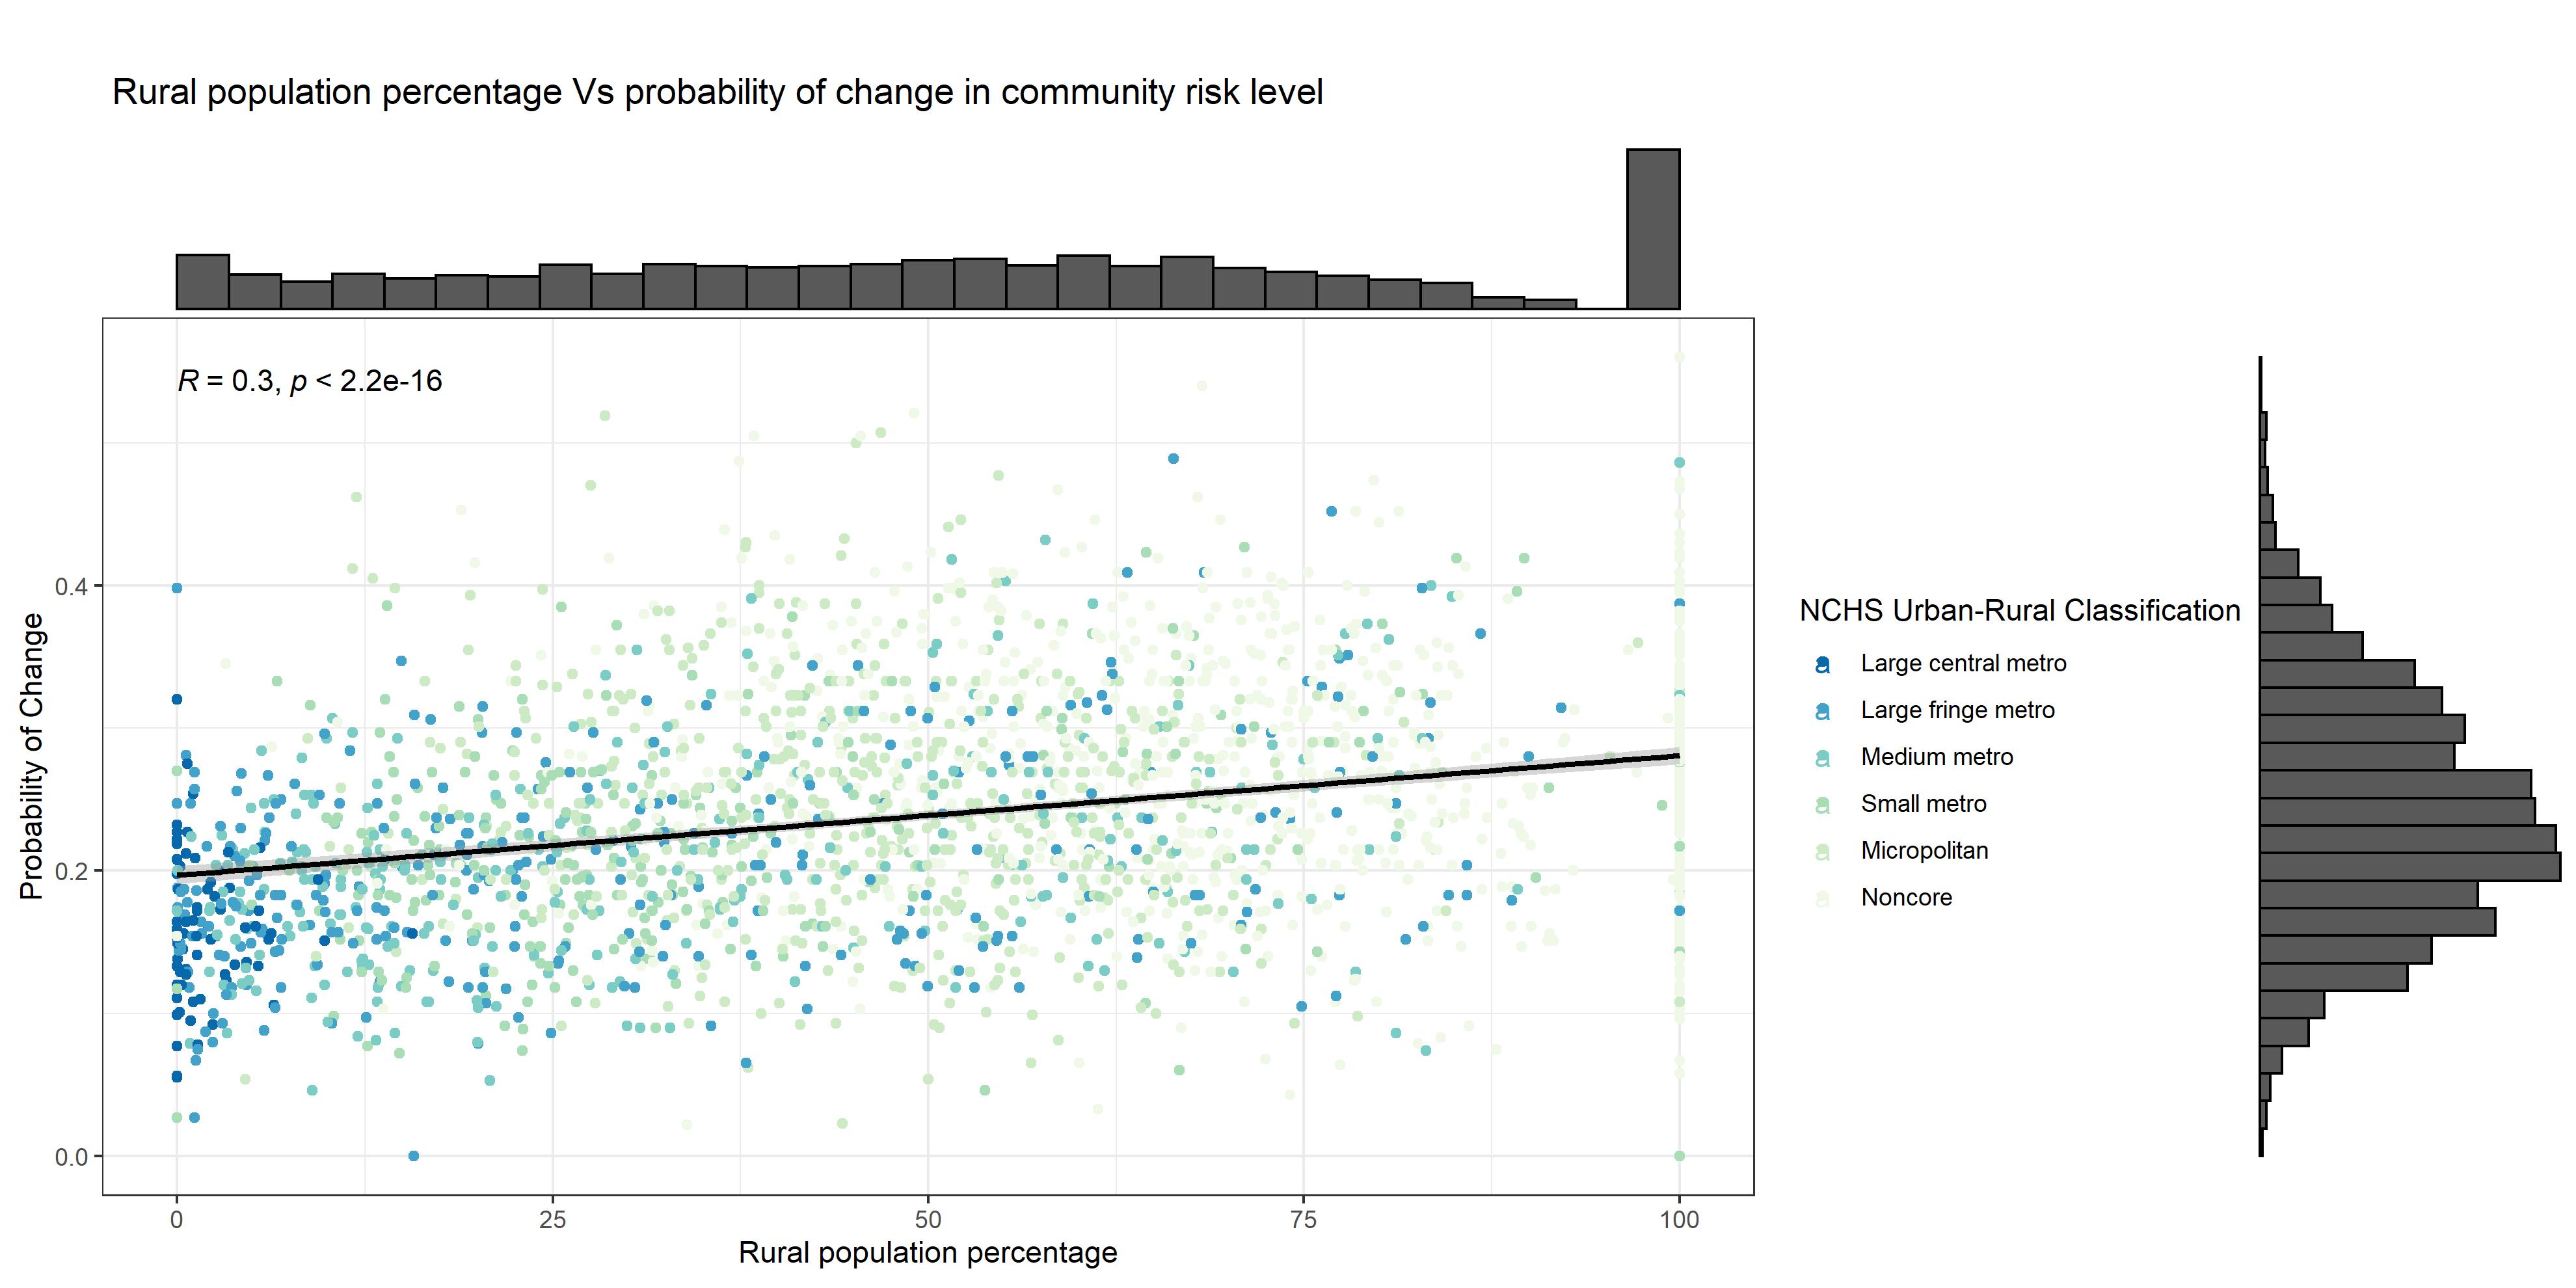 Rural population percentage Vs probability of change in community risk level
R = 0.3, p < 2.2e-16
0.4
0.2
0.0
Probability of Change
0
25
50
75
100
Rural population percentage
NCHS Urban-Rural Classification
a Large central metro
a Large fringe metro
a Medium metro
a Small metro
a Micropolitan
a Noncore